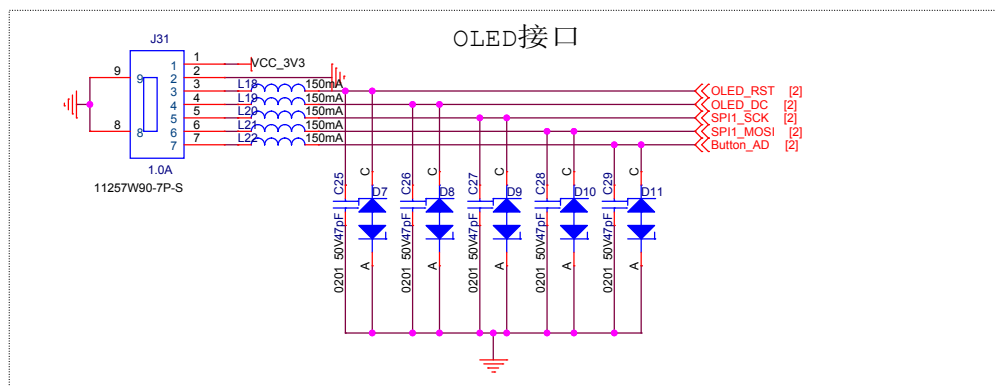 OLED接口
J31
1 1 VCC_3V3
9 9 2 2
3 3 L18 150mA OLED_RST [2]
4 4 L19 150mA OLED_DC [2]
5 5 L20 150mA SPI1_SCK [2]
8 8 6 6 L21 150mA SPI1_MOSI [2]
7 7 L22 150mA Button_AD [2]
1.0A
11257W90-7P-S
C25
0201 50V47pF
C
D7
A
C26
0201 50V47pF
C
D8
A
C27
0201 50V47pF
C
D9
A
C28
0201 50V47pF
C
D10
A
C29
0201 50V47pF
C
D11
A